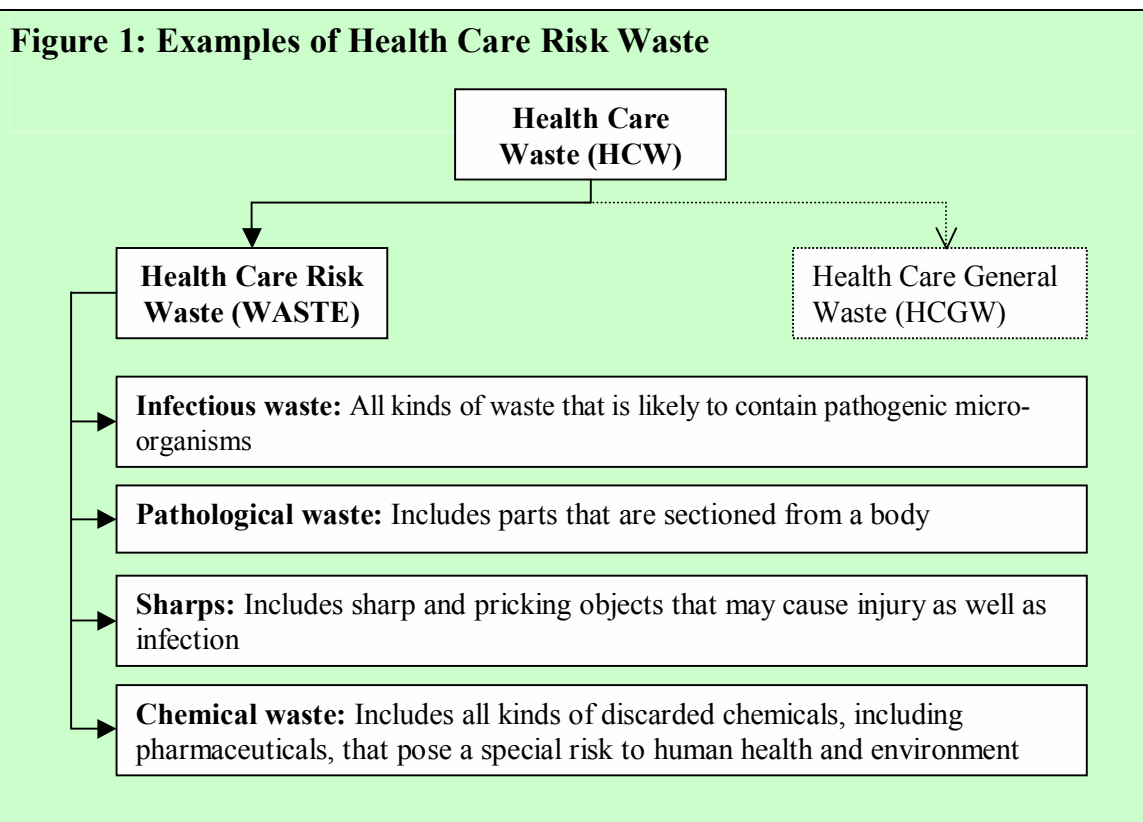 Figure 1: Examples of Health Care Risk Waste
Health Care
Waste (HCW)
Health Care Risk
Waste (WASTE)
Health Care General
Waste (HCGW)
Infectious waste: All kinds of waste that is likely to contain pathogenic micro-
organisms
Pathological waste: Includes parts that are sectioned from a body
Sharps: Includes sharp and pricking objects that may cause injury as well as
infection
Chemical waste: Includes all kinds of discarded chemicals, including
pharmaceuticals, that pose a special risk to human health and environment